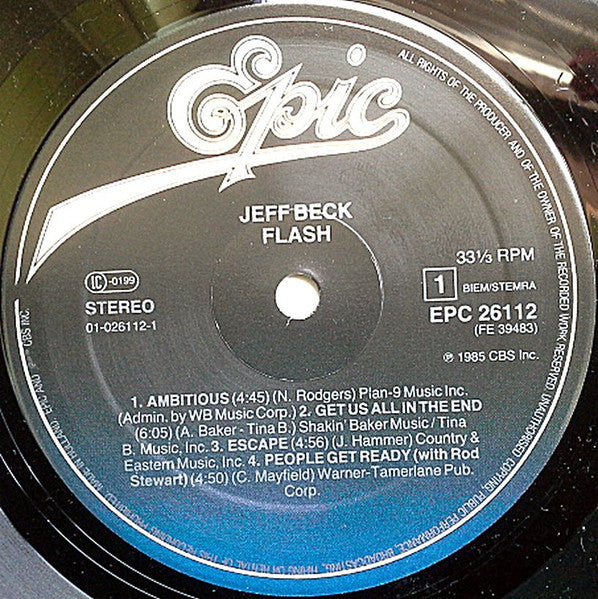 Epic
JEFF BECK
FLASH
33⅓ RPM
LC-0199
STEREO
01-026112-1
1
BIEM/STEMRA
EPC 26112
(FE 39483)
℗ 1985 CBS Inc.
1. AMBITIOUS (4:45) (N. Rodgers) Plan-9 Music Inc.
(Admin. by WB Music Corp.) 2. GET US ALL IN THE END
(6:05) (A. Baker - Tina B.) Shakin' Baker Music / Tina
B. Music, Inc. 3. ESCAPE (4:56) (J. Hammer) Country &
Eastern Music, Inc. 4. PEOPLE GET READY (with Rod
Stewart) (4:50) (C. Mayfield) Warner-Tamerlane Pub.
Corp.
ALL RIGHTS OF THE PRODUCER AND OF THE OWNER OF THE RECORDED WORK RESERVED UNAUTHORISED COPYING, PUBLIC PERFORMANCE, BROADCASTING, HIRING OR RENTAL OF THIS RECORDING PROHIBITED. MADE IN HOLLAND. EPIC AND CBS INC.